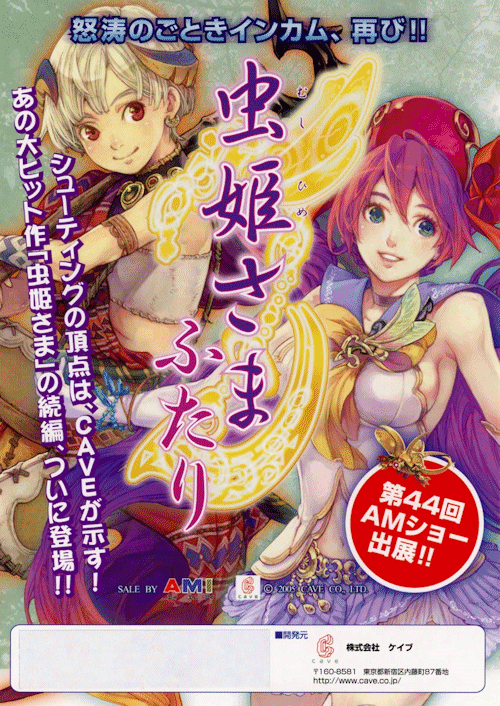 怒涛のごときインカム、再び!!
虫姫さま
むし ひめ
ふたり
シューティングの頂点は、CAVEが示す!
あの大ヒット作「虫姫さま」の続編、ついに登場!!
第44回
AMショー
出展!!
SALE BY AMI cave © 2005 CAVE CO., LTD.
■開発元
cave
株式会社 ケイブ
〒160-8581 東京都新宿区内藤町87番地
http://www.cave.co.jp/